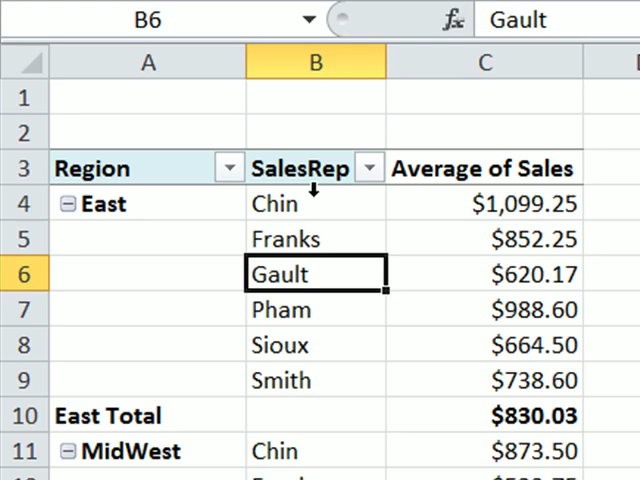 B6 fx Gault
A B C
1
2
3 Region SalesRep Average of Sales
4 East Chin $1,099.25
5 Franks $852.25
6 Gault $620.17
7 Pham $988.60
8 Sioux $664.50
9 Smith $738.60
10 East Total $830.03
11 MidWest Chin $873.50